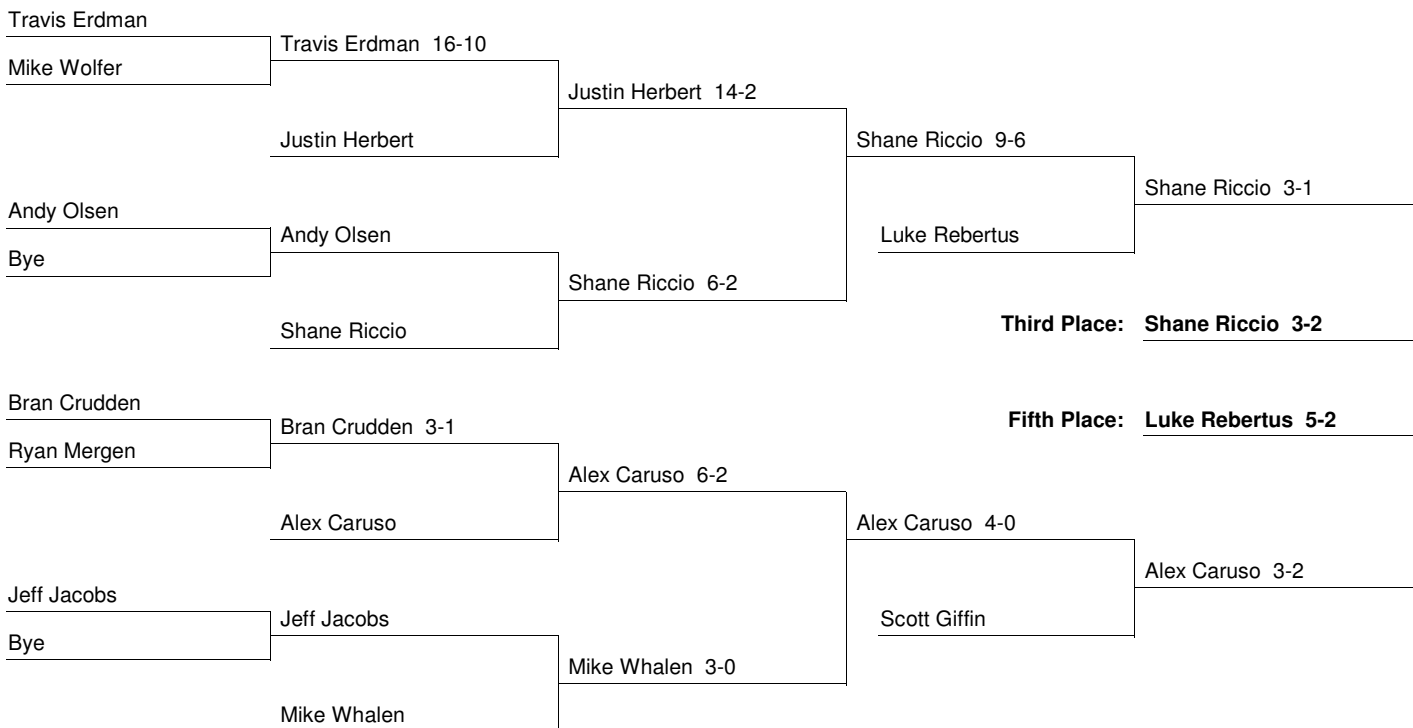 Travis Erdman
Travis Erdman 16-10
Mike Wolfer
Justin Herbert 14-2
Justin Herbert
Shane Riccio 9-6
Shane Riccio 3-1
Andy Olsen
Andy Olsen
Luke Rebertus
Bye
Shane Riccio 6-2
Shane Riccio
Third Place: Shane Riccio 3-2
Bran Crudden
Bran Crudden 3-1
Fifth Place: Luke Rebertus 5-2
Ryan Mergen
Alex Caruso 6-2
Alex Caruso
Alex Caruso 4-0
Alex Caruso 3-2
Jeff Jacobs
Jeff Jacobs
Scott Giffin
Bye
Mike Whalen 3-0
Mike Whalen